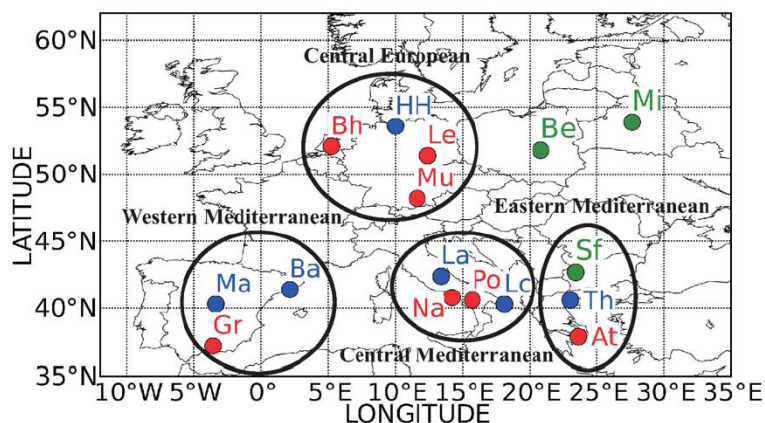 60°N
Central European
55°N
HH
Mi
Bh
Le
Be
50°N
Mu
Western Mediterranean
Eastern Mediterranean
45°N
La
Sf
Ma
Ba
Po
Lc
Th
40°N
Na
Gr
At
Central Mediterranean
35°N
10°W 5°W 0° 5°E 10°E 15°E 20°E 25°E 30°E 35°E
LONGITUDE
LATITUDE